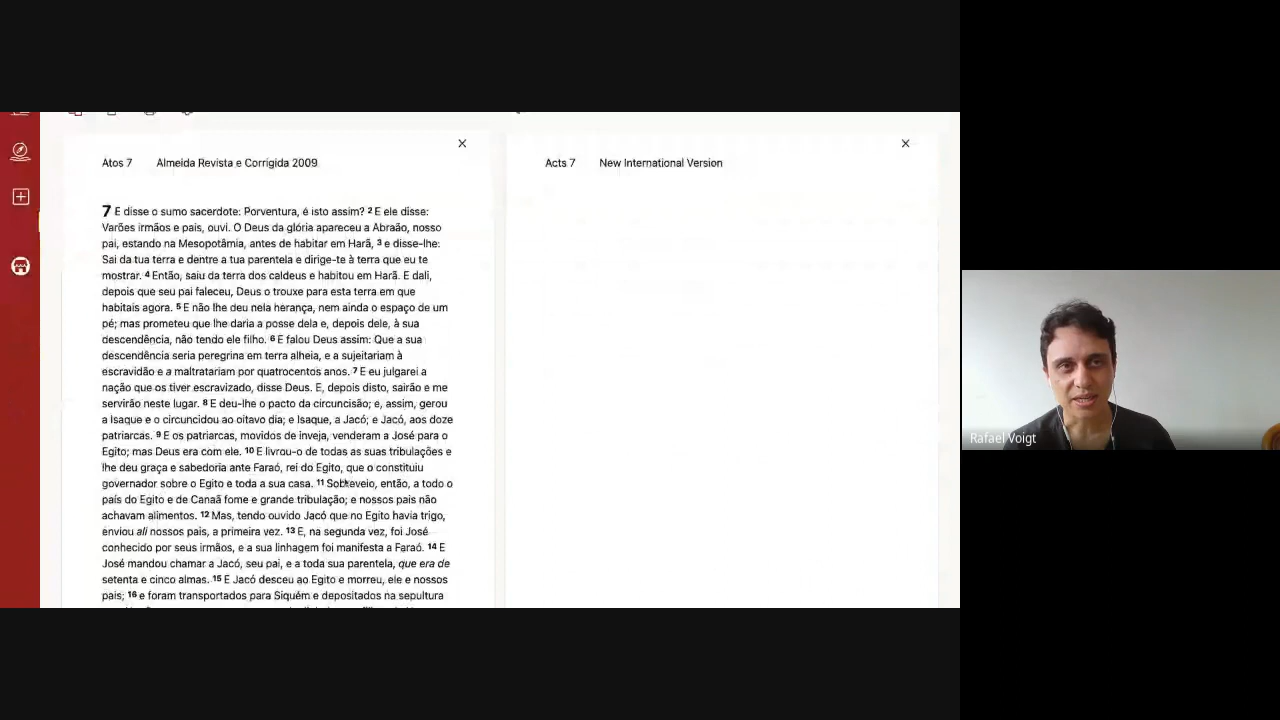 Atos 7 Almeida Revista e Corrigida 2009
7 E disse o sumo sacerdote: Porventura, é isto assim? 2 E ele disse:
Varões irmãos e pais, ouvi. O Deus da glória apareceu a Abraão, nosso
pai, estando na Mesopotâmia, antes de habitar em Harã, 3 e disse-lhe:
Sai da tua terra e dentre a tua parentela e dirige-te à terra que eu te
mostrar. 4 Então, saiu da terra dos caldeus e habitou em Harã. E dali,
depois que seu pai faleceu, Deus o trouxe para esta terra em que
habitais agora. 5 E não lhe deu nela herança, nem ainda o espaço de um
pé; mas prometeu que lhe daria a posse dela e, depois dele, à sua
descendência, não tendo ele filho. 6 E falou Deus assim: Que a sua
descendência seria peregrina em terra alheia, e a sujeitariam à
escravidão e a maltratariam por quatrocentos anos. 7 E eu julgarei a
nação que os tiver escravizado, disse Deus. E, depois disto, sairão e me
servirão neste lugar. 8 E deu-lhe o pacto da circuncisão; e, assim, gerou
a Isaque e o circuncidou ao oitavo dia; e Isaque, a Jacó; e Jacó, aos doze
patriarcas. 9 E os patriarcas, movidos de inveja, venderam a José para o
Egito; mas Deus era com ele. 10 E livrou-o de todas as suas tribulações e
lhe deu graça e sabedoria ante Faraó, rei do Egito, que o constituiu
governador sobre o Egito e toda a sua casa. 11 Sobreveio, então, a todo o
país do Egito e de Canaã fome e grande tribulação; e nossos pais não
achavam alimentos. 12 Mas, tendo ouvido Jacó que no Egito havia trigo,
enviou ali nossos pais, a primeira vez. 13 E, na segunda vez, foi José
conhecido por seus irmãos, e a sua linhagem foi manifesta a Faraó. 14 E
José mandou chamar a Jacó, seu pai, e a toda sua parentela, que era de
setenta e cinco almas. 15 E Jacó desceu ao Egito e morreu, ele e nossos
pais; 16 e foram transportados para Siquém e depositados na sepultura
Acts 7 New International Version
Rafael Voigt